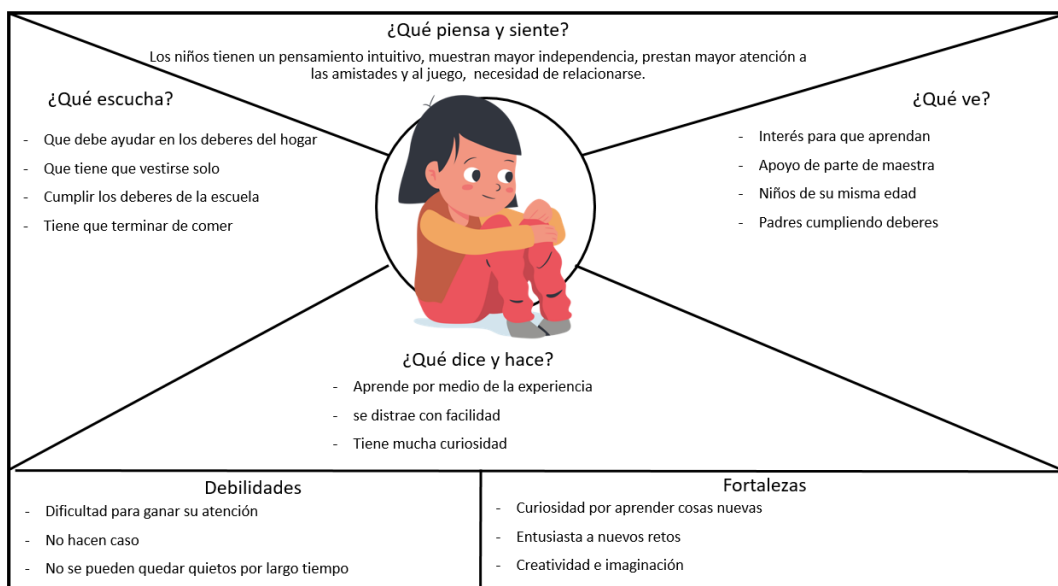 ¿Qué piensa y siente?
Los niños tienen un pensamiento intuitivo, muestran mayor independencia, prestan mayor atención a
las amistades y al juego, necesidad de relacionarse.
¿Qué escucha?
- Que debe ayudar en los deberes del hogar
- Que tiene que vestirse solo
- Cumplir los deberes de la escuela
- Tiene que terminar de comer
¿Qué ve?
- Interés para que aprendan
- Apoyo de parte de maestra
- Niños de su misma edad
- Padres cumpliendo deberes
¿Qué dice y hace?
- Aprende por medio de la experiencia
- se distrae con facilidad
- Tiene mucha curiosidad
Debilidades
- Dificultad para ganar su atención
- No hacen caso
- No se pueden quedar quietos por largo tiempo
Fortalezas
- Curiosidad por aprender cosas nuevas
- Entusiasta a nuevos retos
- Creatividad e imaginación